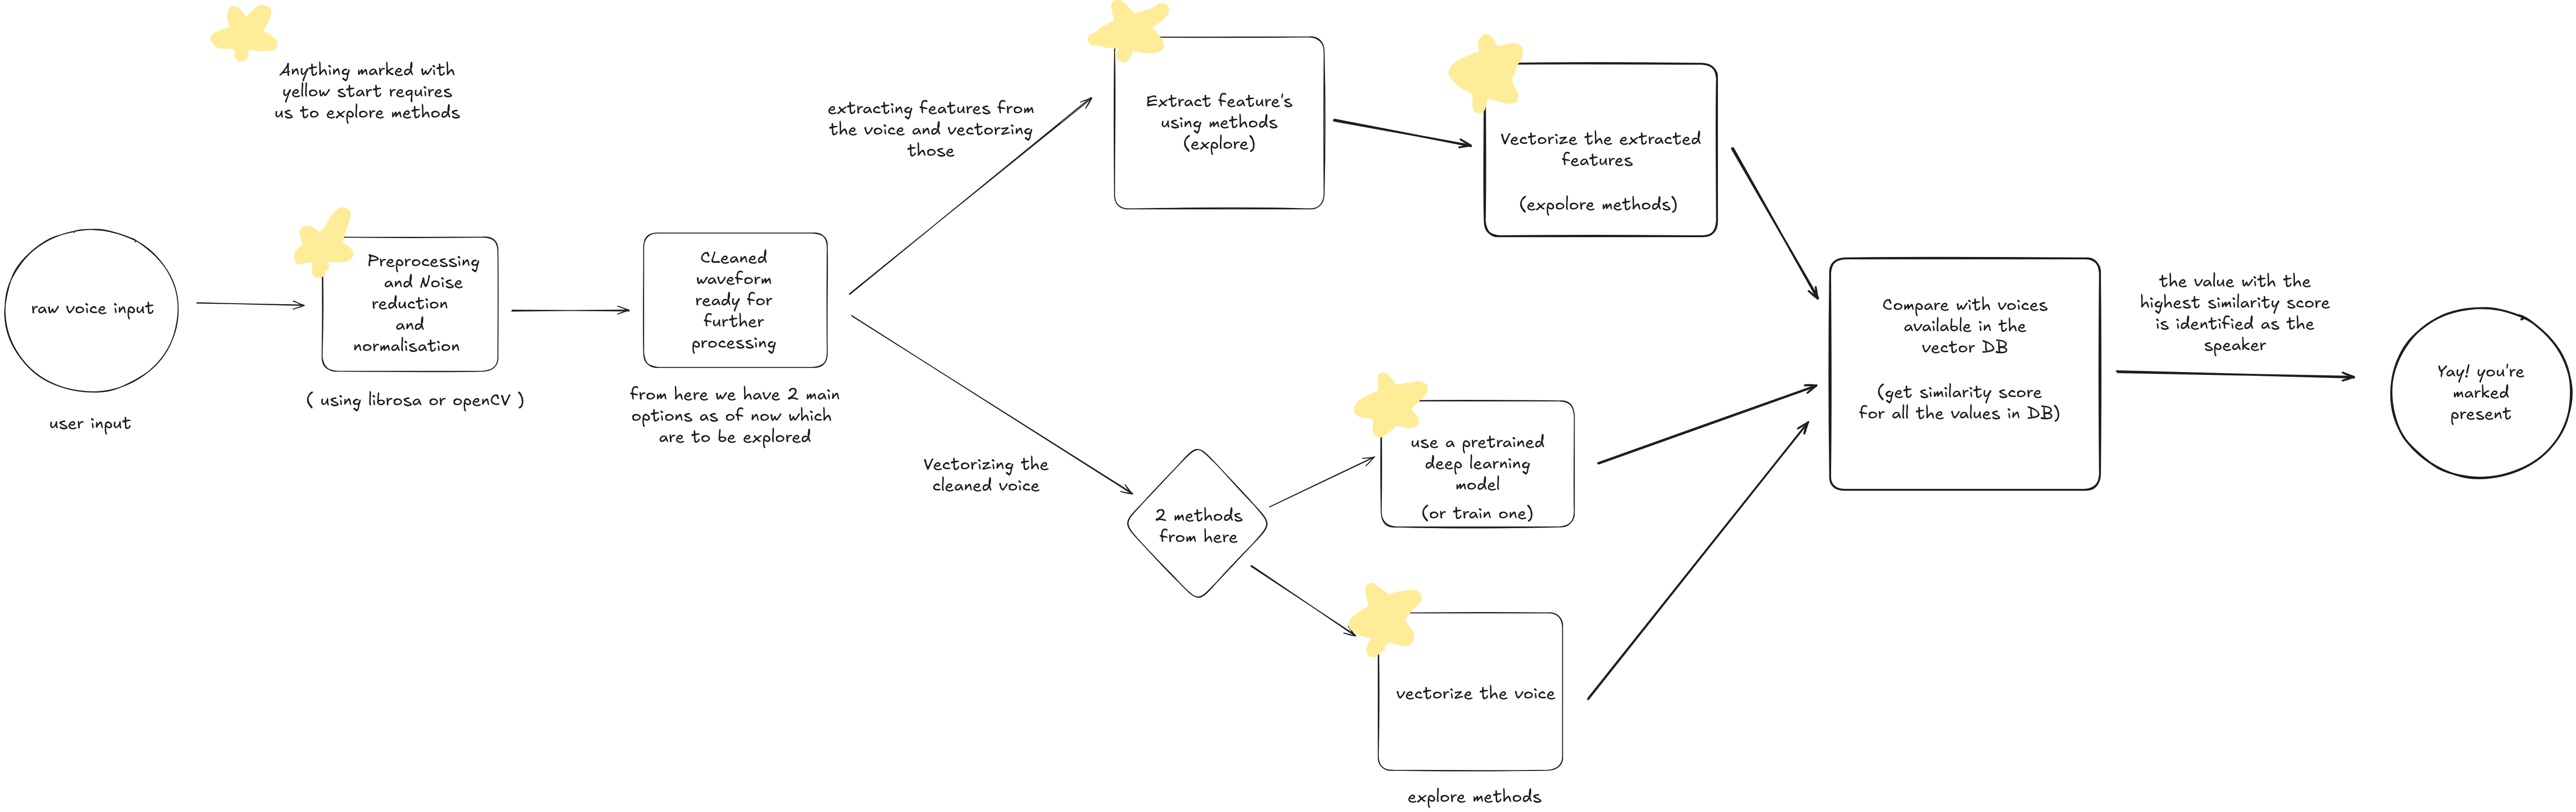 Anything marked with
yellow start requires
us to explore methods
raw voice input
user input
Preprocessing
and Noise
reduction
and
normalisation
( using librosa or openCV )
CLeaned
waveform
ready for
further
processing
from here we have 2 main
options as of now which
are to be explored
extracting features from
the voice and vectorzing
those
Extract feature's
using methods
(explore)
Vectorize the extracted
features
(expolore methods)
Vectorizing the
cleaned voice
2 methods
from here
use a pretrained
deep learning
model
(or train one)
vectorize the voice
explore methods
Compare with voices
available in the
vector DB
(get similarity score
for all the values in DB)
the value with the
highest similarity score
is identified as the
speaker
Yay! you're
marked
present